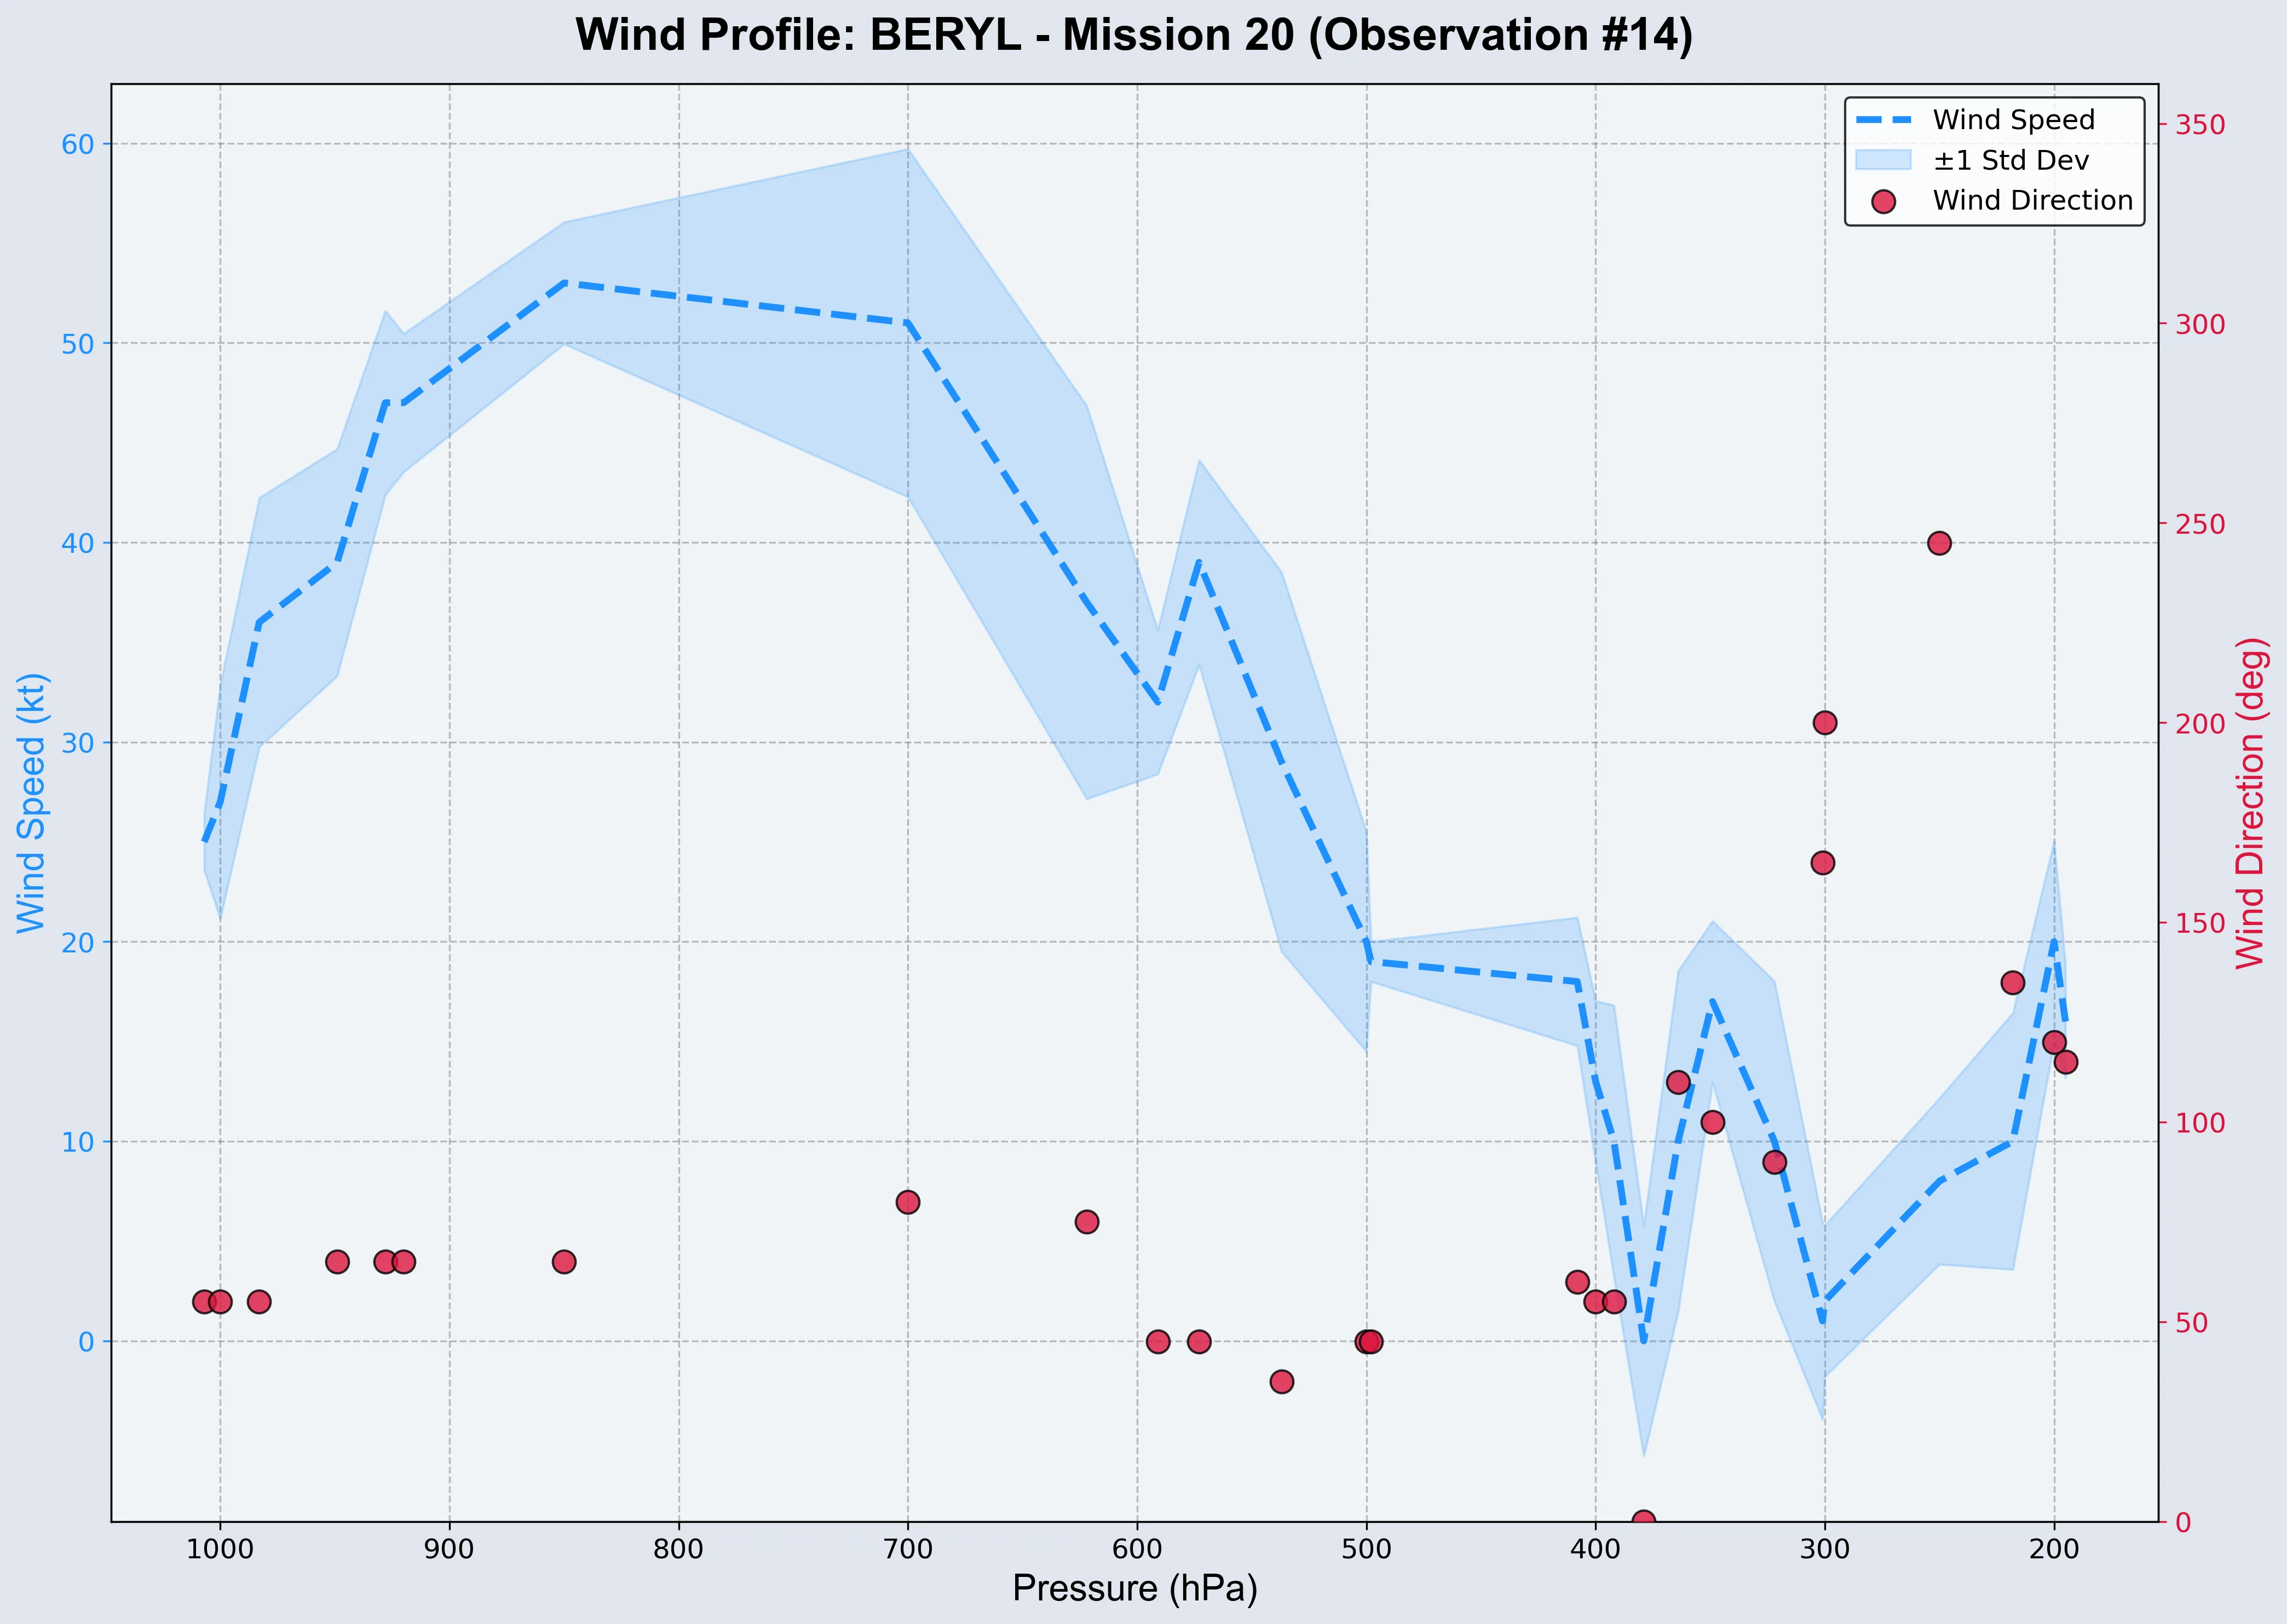 Wind Profile: BERYL - Mission 20 (Observation #14)
Wind Speed
±1 Std Dev
Wind Direction
60
50
40
30
20
10
0
Wind Speed (kt)
350
300
250
200
150
100
50
0
Wind Direction (deg)
1000 900 800 700 600 500 400 300 200
Pressure (hPa)